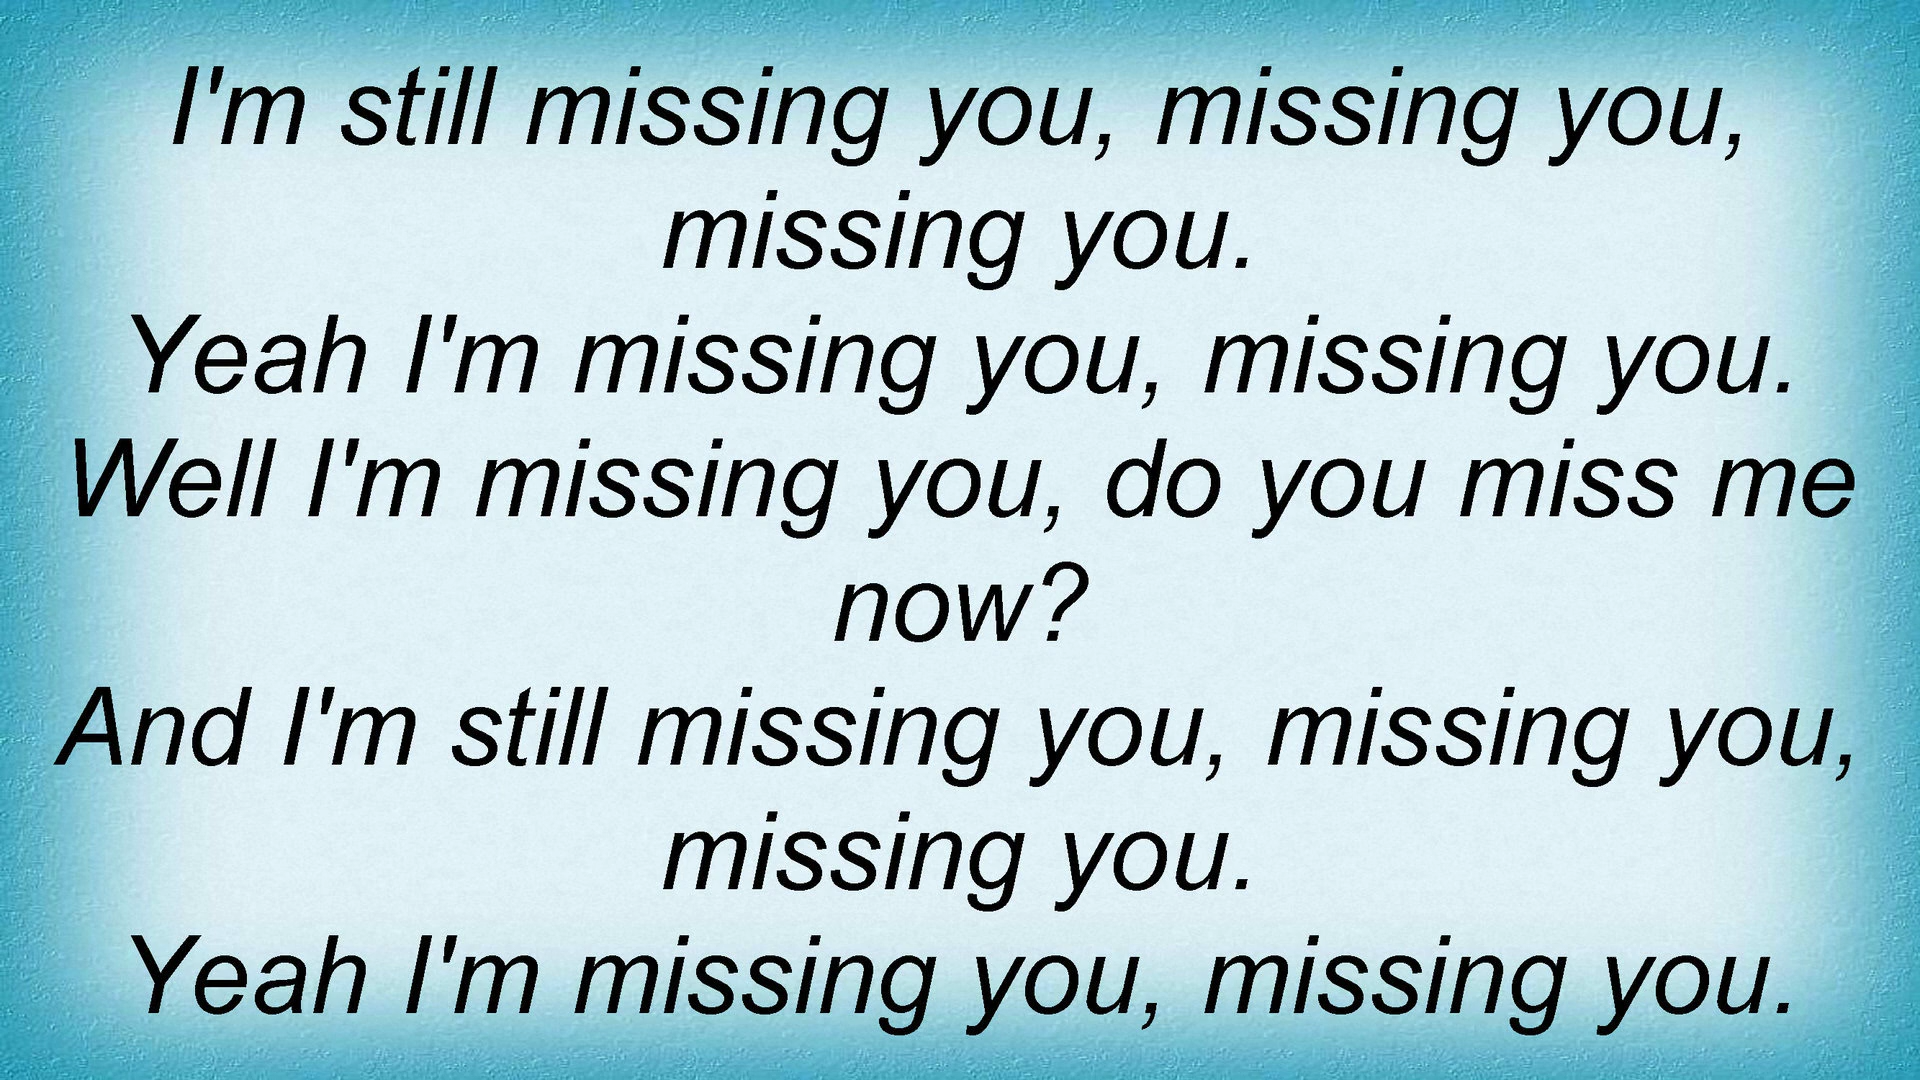 I'm still missing you, missing you,
missing you.
Yeah I'm missing you, missing you.
Well I'm missing you, do you miss me
now?
And I'm still missing you, missing you,
missing you.
Yeah I'm missing you, missing you.